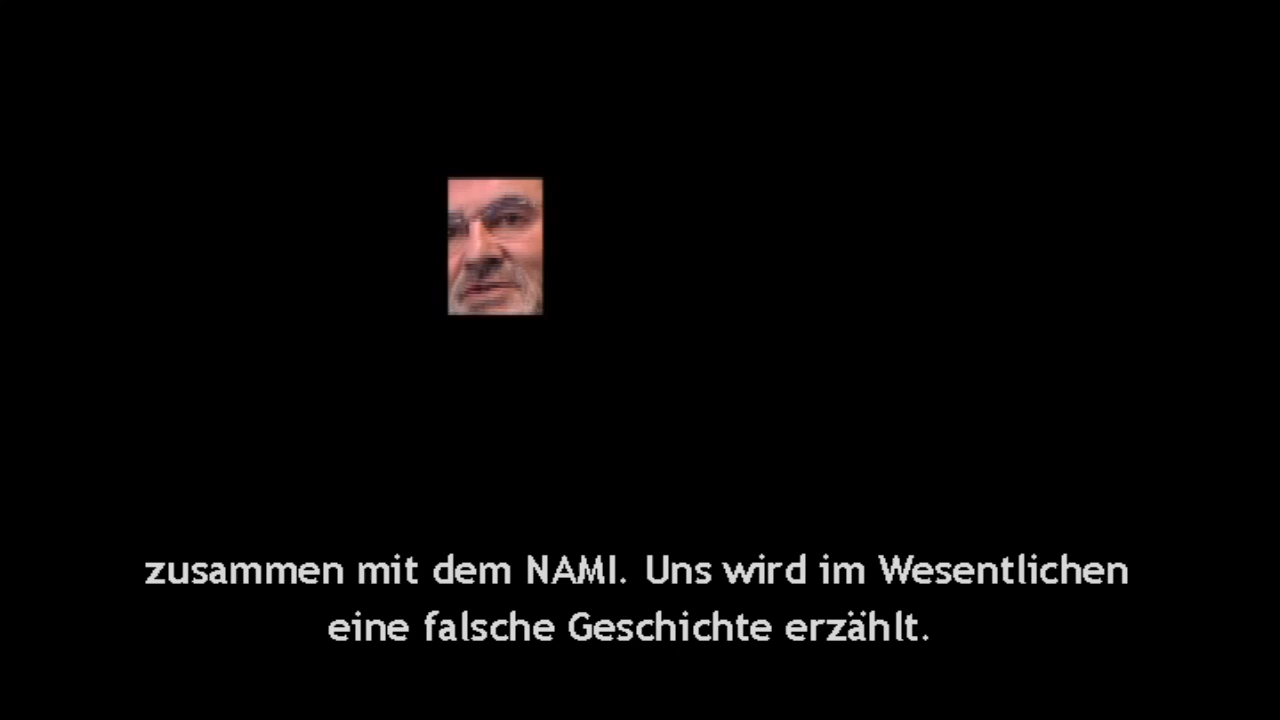 zusammen mit dem NAMI. Uns wird im Wesentlichen
eine falsche Geschichte erzählt.